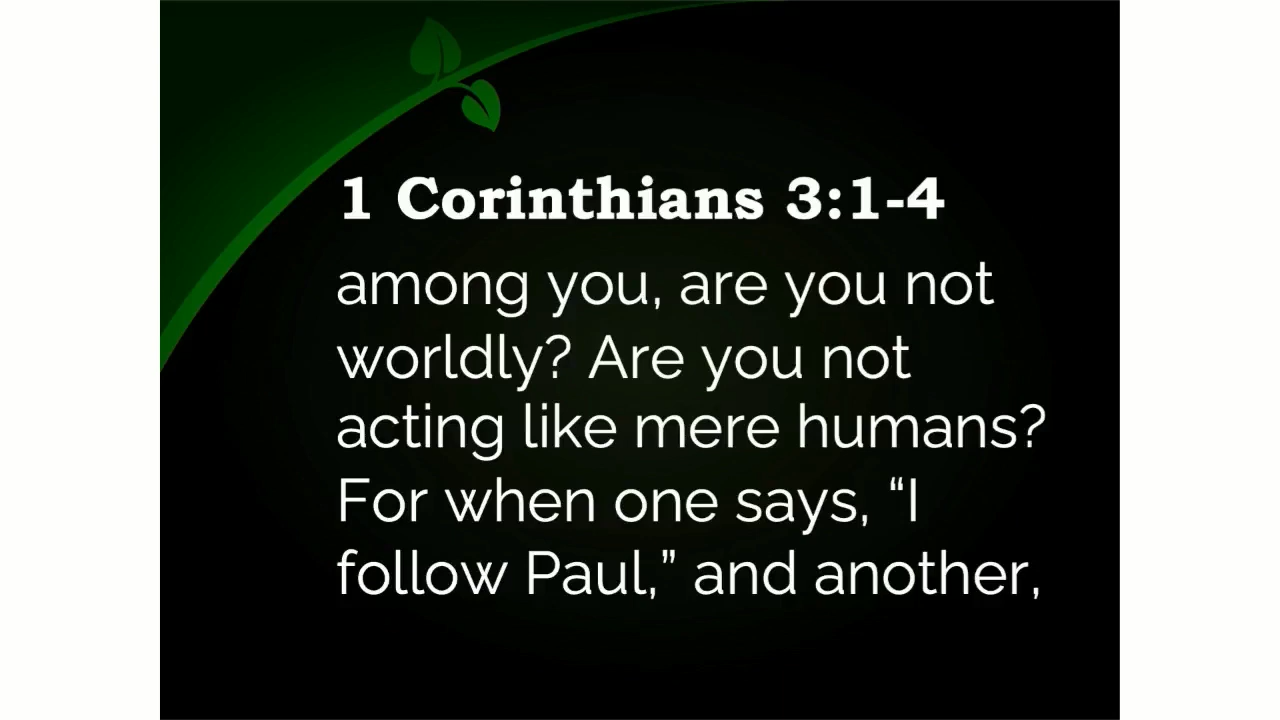 1 Corinthians 3:1-4
among you, are you not
worldly? Are you not
acting like mere humans?
For when one says, “I
follow Paul,” and another,